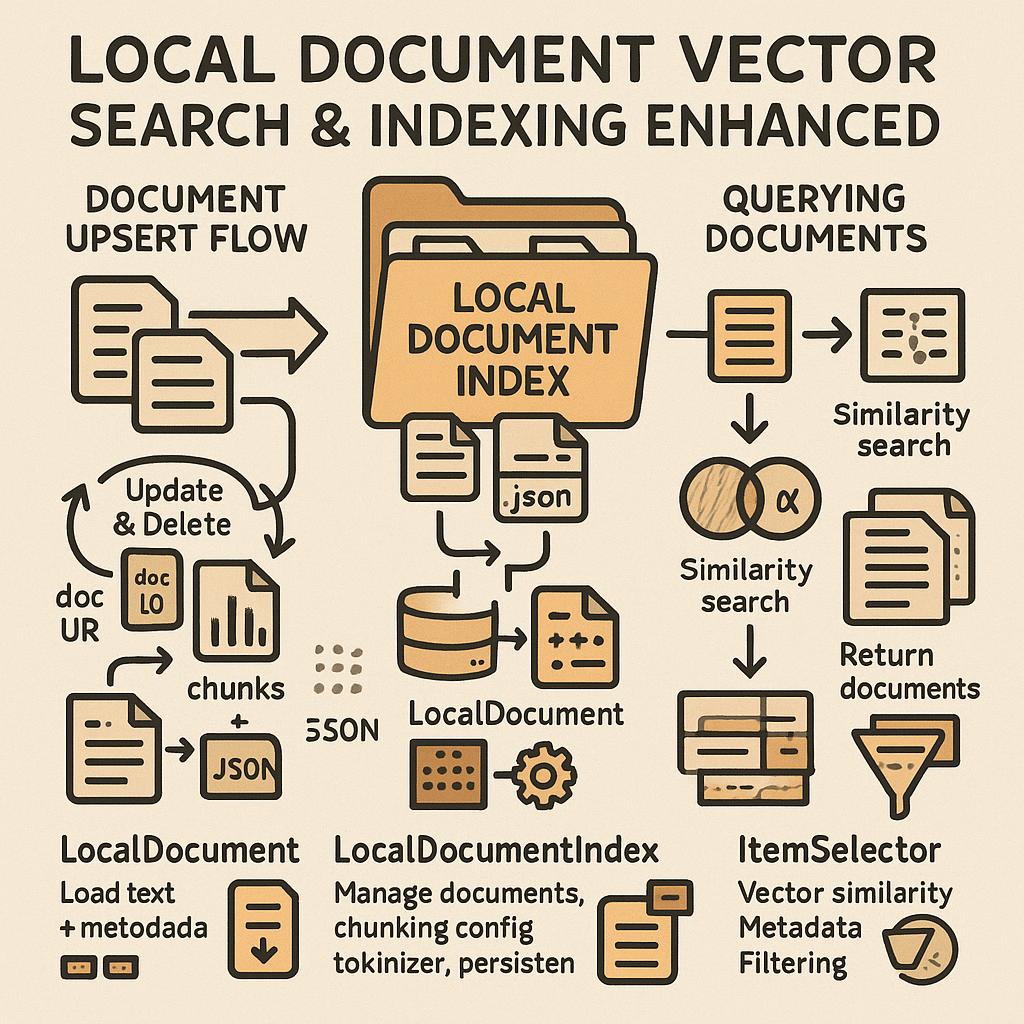 LOCAL DOCUMENT VECTOR
SEARCH & INDEXING ENHANCED
DOCUMENT
UPSERT FLOW
Update
& Delete
doc
UR
doc
LO
chunks
+
JSON
5SON
LOCAL
DOCUMENT
INDEX
.json
LocalDocument
QUERYING
DOCUMENTS
Similarity
search
α
Similarity
search
Return
documents
LocalDocument
Load text
+ metodada
LocalDocumentIndex
Manage documents,
chunking config
tokinizer, persisten
ItemSelector
Vector similarity
Metadata
Filtering